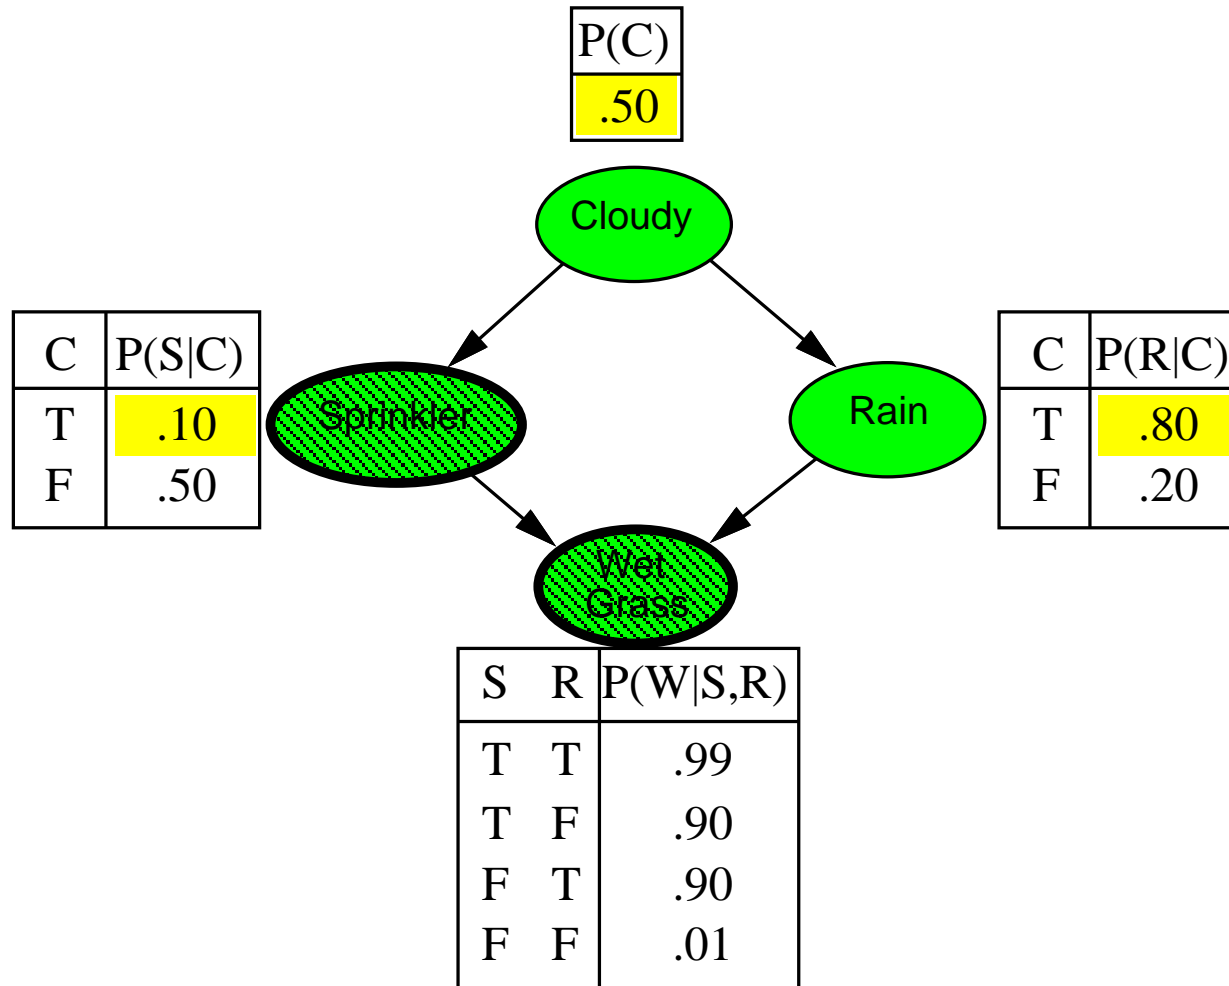 P(C)
.50
Cloudy
C P(S|C)
T .10
F .50
Sprinkler
Rain
C P(R|C)
T .80
F .20
Wet
Grass
S R P(W|S,R)
T T .99
T F .90
F T .90
F F .01